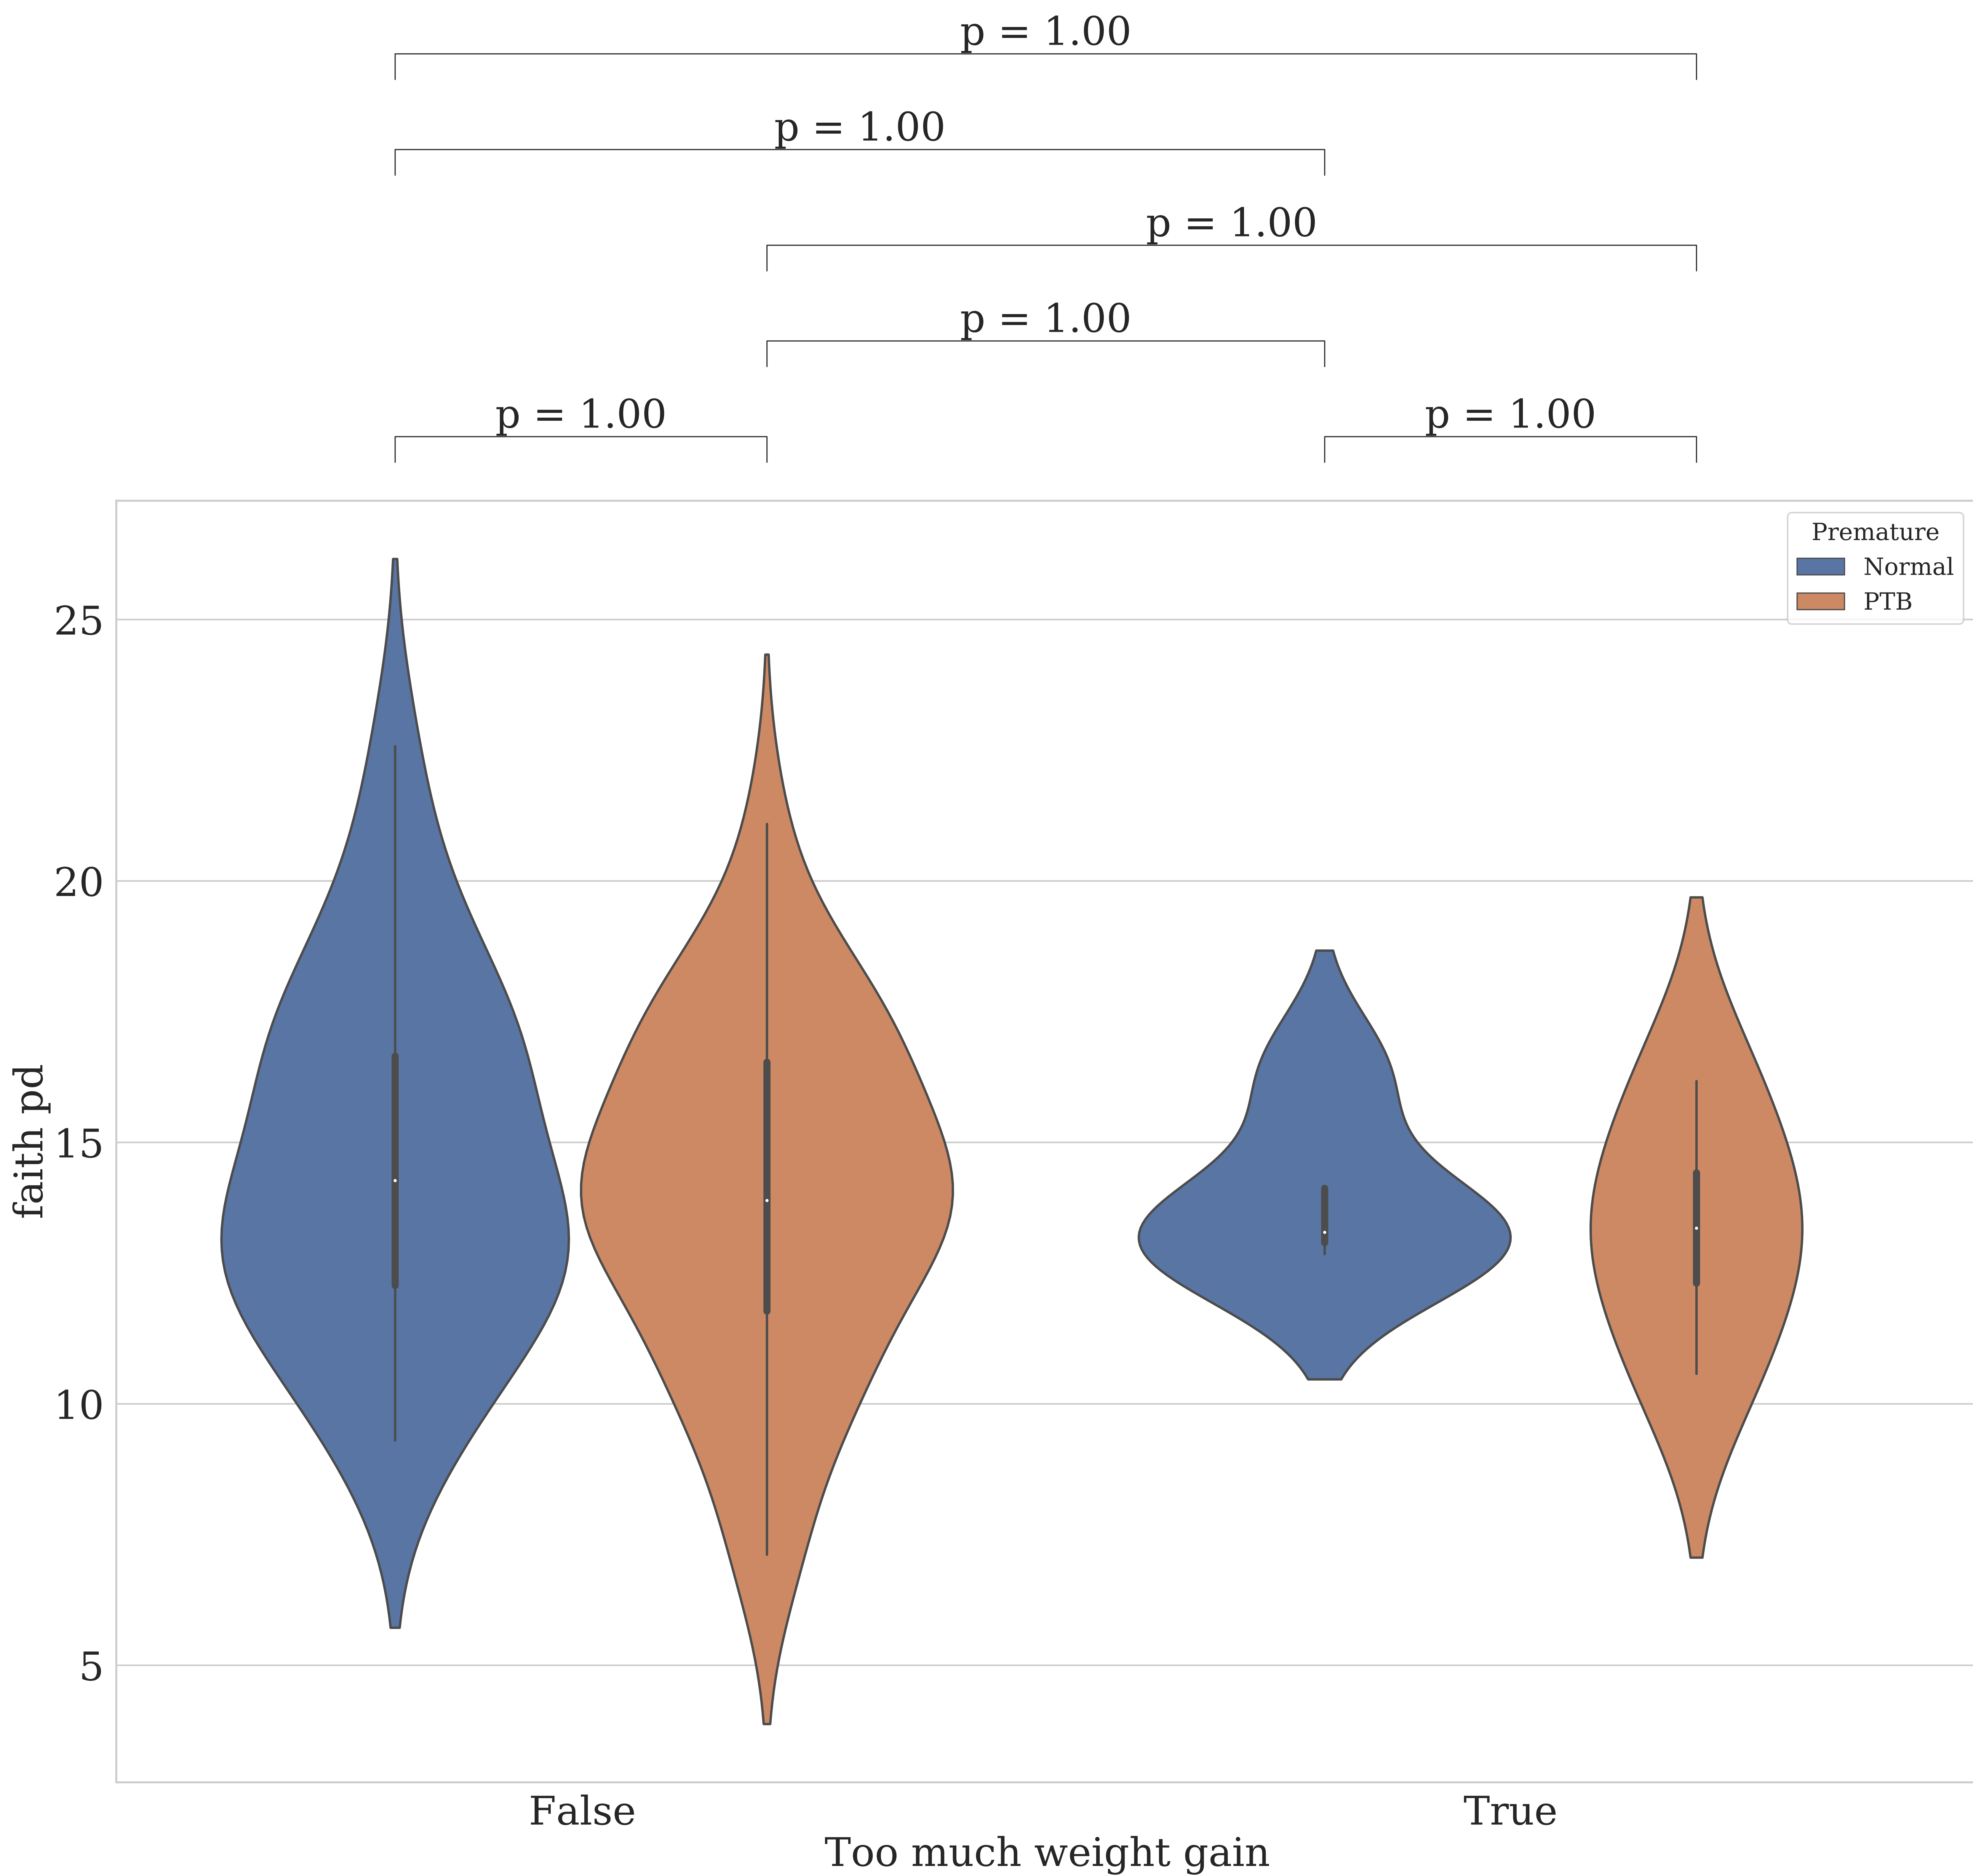 p = 1.00
p = 1.00
p = 1.00
p = 1.00
p = 1.00 p = 1.00
Premature
Normal
PTB
25
20
15
10
5
faith pd
False True
Too much weight gain